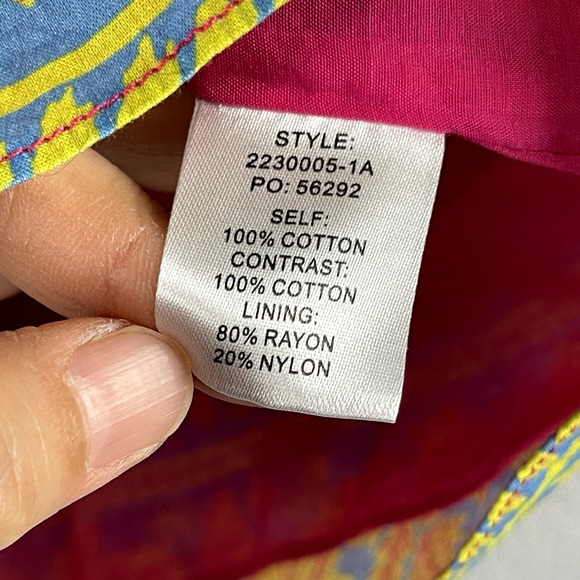 STYLE:
2230005-1A
PO: 56292
SELF:
100% COTTON
CONTRAST:
100% COTTON
LINING:
80% RAYON
20% NYLON